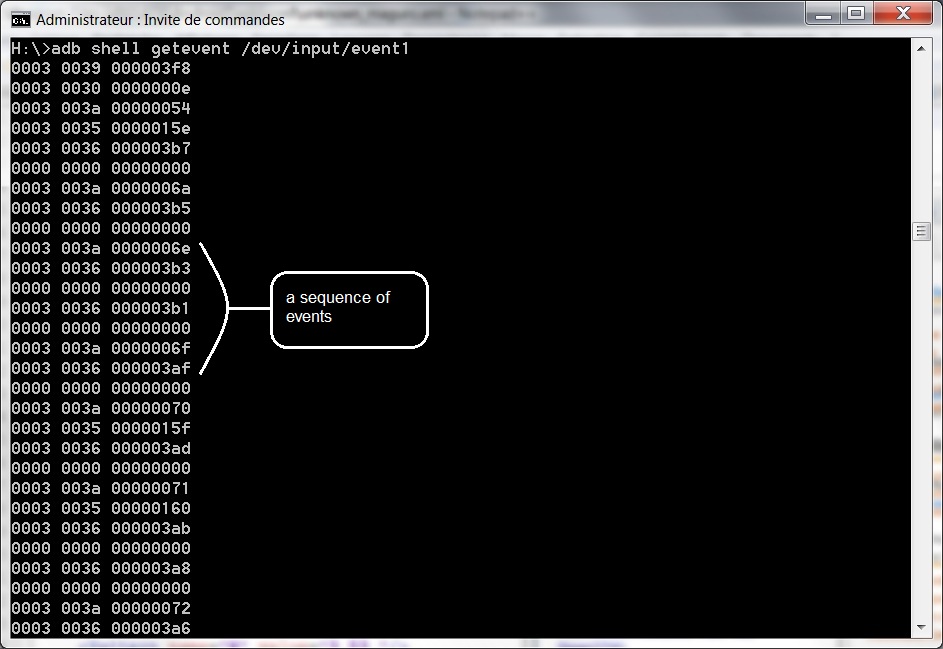 Administrateur : Invite de commandes
H:\>adb shell getevent /dev/input/event1
0003 0039 000003f8
0003 0030 0000000e
0003 003a 00000054
0003 0035 0000015e
0003 0036 000003b7
0000 0000 00000000
0003 003a 0000006a
0003 0036 000003b5
0000 0000 00000000
0003 003a 0000006e
0003 0036 000003b3
0000 0000 00000000
0003 0036 000003b1
0000 0000 00000000
0003 003a 0000006f
0003 0036 000003af
0000 0000 00000000
0003 003a 00000070
0003 0035 0000015f
0003 0036 000003ad
0000 0000 00000000
0003 003a 00000071
0003 0035 00000160
0003 0036 000003ab
0000 0000 00000000
0003 0036 000003a8
0000 0000 00000000
0003 003a 00000072
0003 0036 000003a6
a sequence of
events